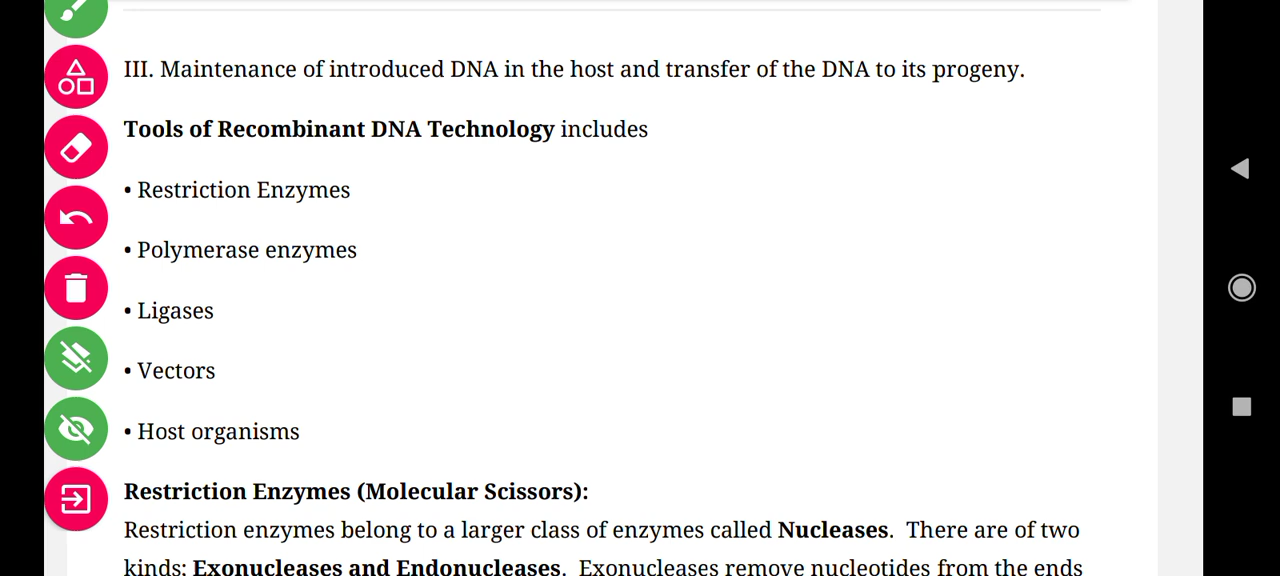 III. Maintenance of introduced DNA in the host and transfer of the DNA to its progeny.
Tools of Recombinant DNA Technology includes
• Restriction Enzymes
• Polymerase enzymes
• Ligases
• Vectors
• Host organisms
Restriction Enzymes (Molecular Scissors):
Restriction enzymes belong to a larger class of enzymes called Nucleases.  There are of two
kinds: Exonucleases and Endonucleases.  Exonucleases remove nucleotides from the ends